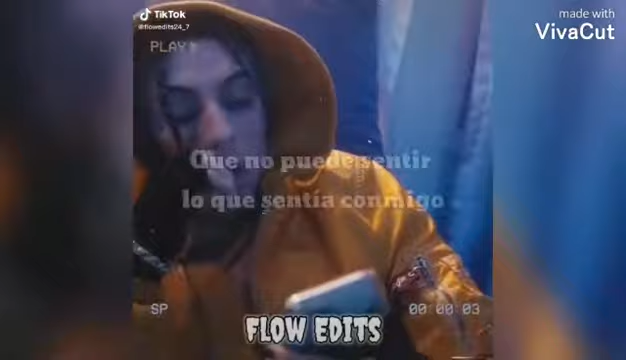 TikTok
@flowedits24_7
made with
VivaCut
PLAY
Que no puede sentir
lo que sentía conmigo
SP
00:00:03
FLOW EDITS